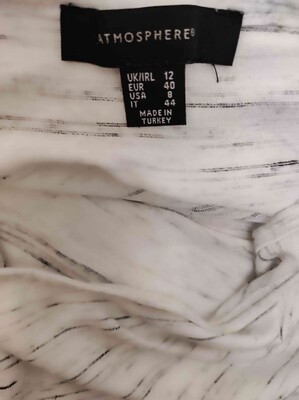 ATMOSPHERE®
UK/IRL 12
EUR 40
USA 8
IT 44
MADE IN
TURKEY